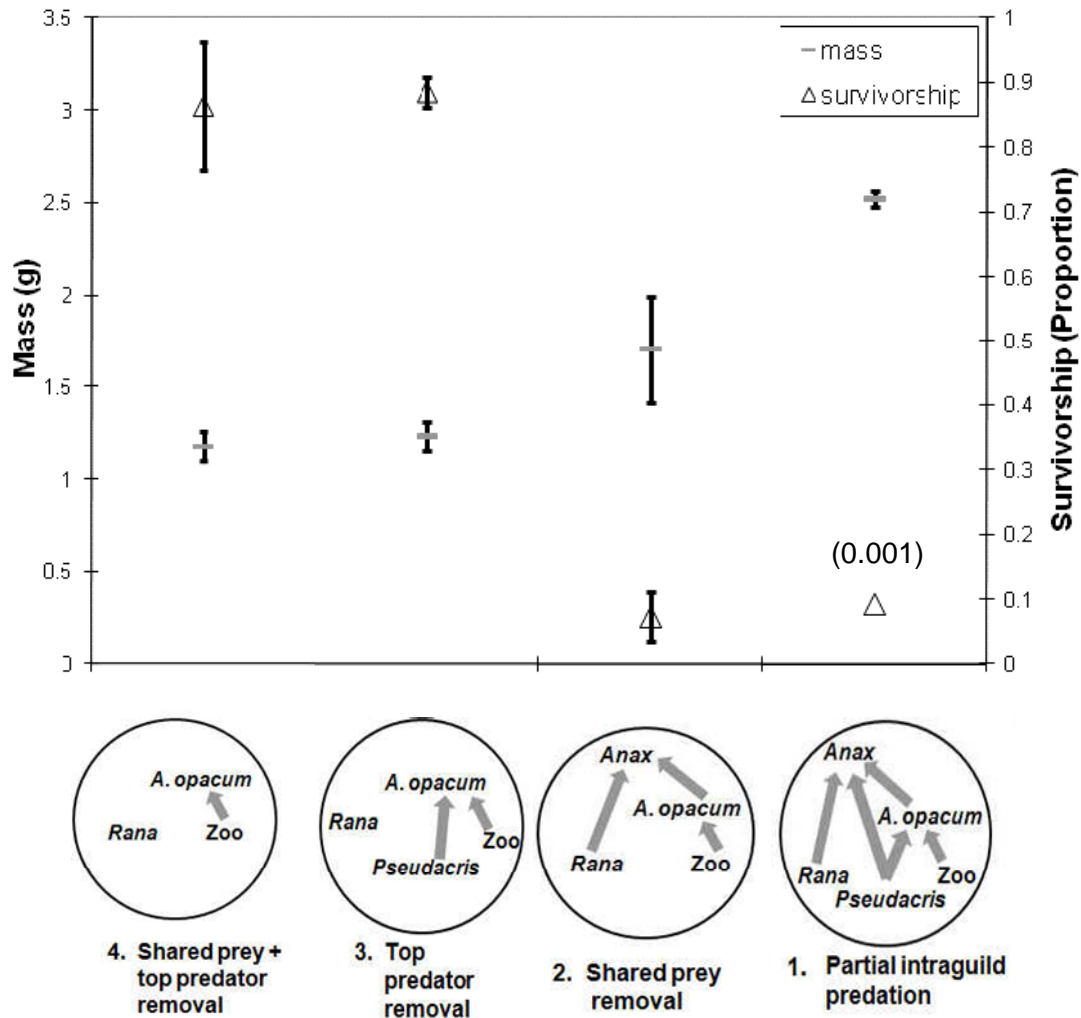 3.5
3
2.5
2
1.5
1
0.5
0
Mass (g)
1
0.9
0.8
0.7
0.6
0.5
0.4
0.3
0.2
0.1
0
Survivorship (Proportion)
mass
survivorship
(0.001)
A. opacum
Rana
Zoo
4. Shared prey +
top predator
removal
A. opacum
Rana
Zoo
Pseudacris
3. Top
predator
removal
Anax
A. opacum
Rana
Zoo
2. Shared prey
removal
Anax
A. opacum
Rana
Zoo
Pseudacris
1. Partial intraguild
predation